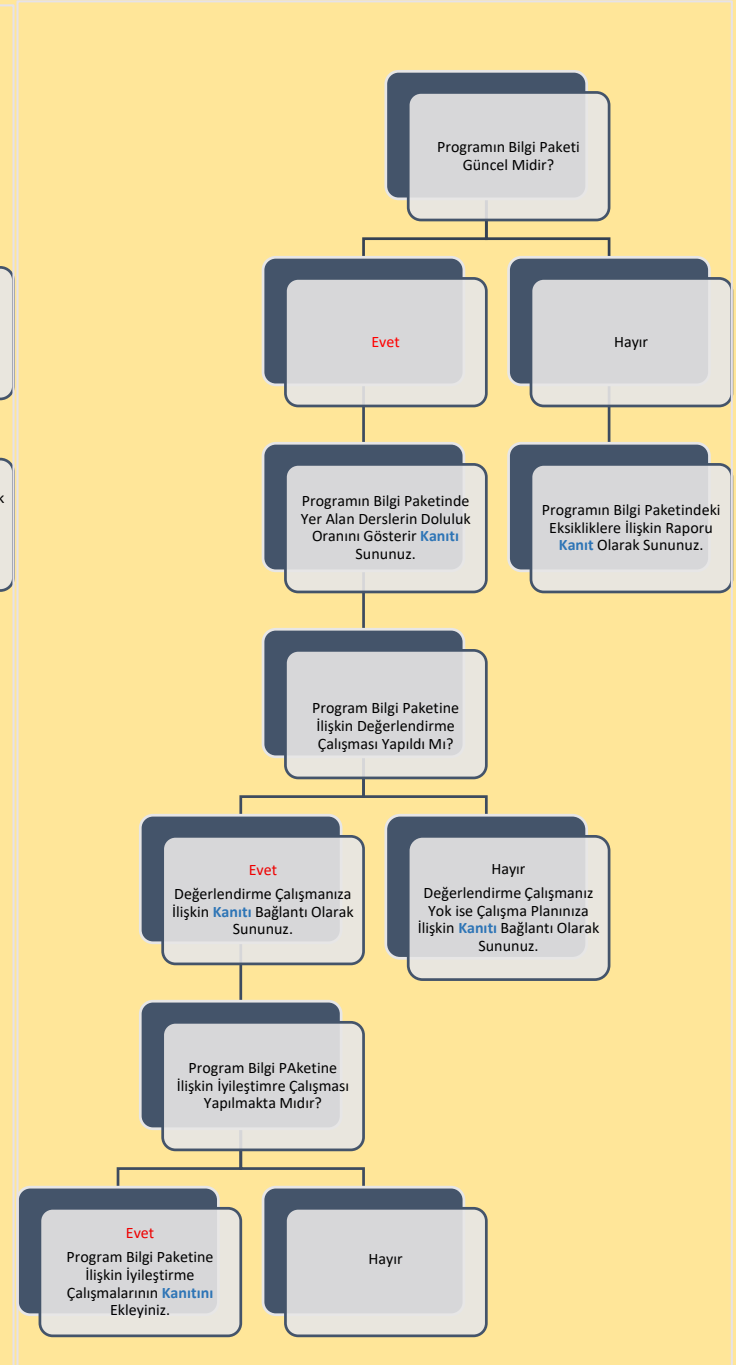 Programın Bilgi Paketi
Güncel Midir?
Evet
Hayır
Programın Bilgi Paketinde
Yer Alan Derslerin Doluluk
Oranını Gösterir Kanıtı
Sununuz.
Programın Bilgi Paketindeki
Eksikliklere İlişkin Raporu
Kanıt Olarak Sununuz.
Program Bilgi Paketine
İlişkin Değerlendirme
Çalışması Yapıldı Mı?
Evet
Değerlendirme Çalışmanıza
İlişkin Kanıtı Bağlantı Olarak
Sununuz.
Hayır
Değerlendirme Çalışmanız
Yok ise Çalışma Planınıza
İlişkin Kanıtı Bağlantı Olarak
Sununuz.
Program Bilgi PAketine
İlişkin İyileştimre Çalışması
Yapılmakta Mıdır?
Evet
Program Bilgi Paketine
İlişkin İyileştirme
Çalışmalarının Kanıtını
Ekleyiniz.
Hayır